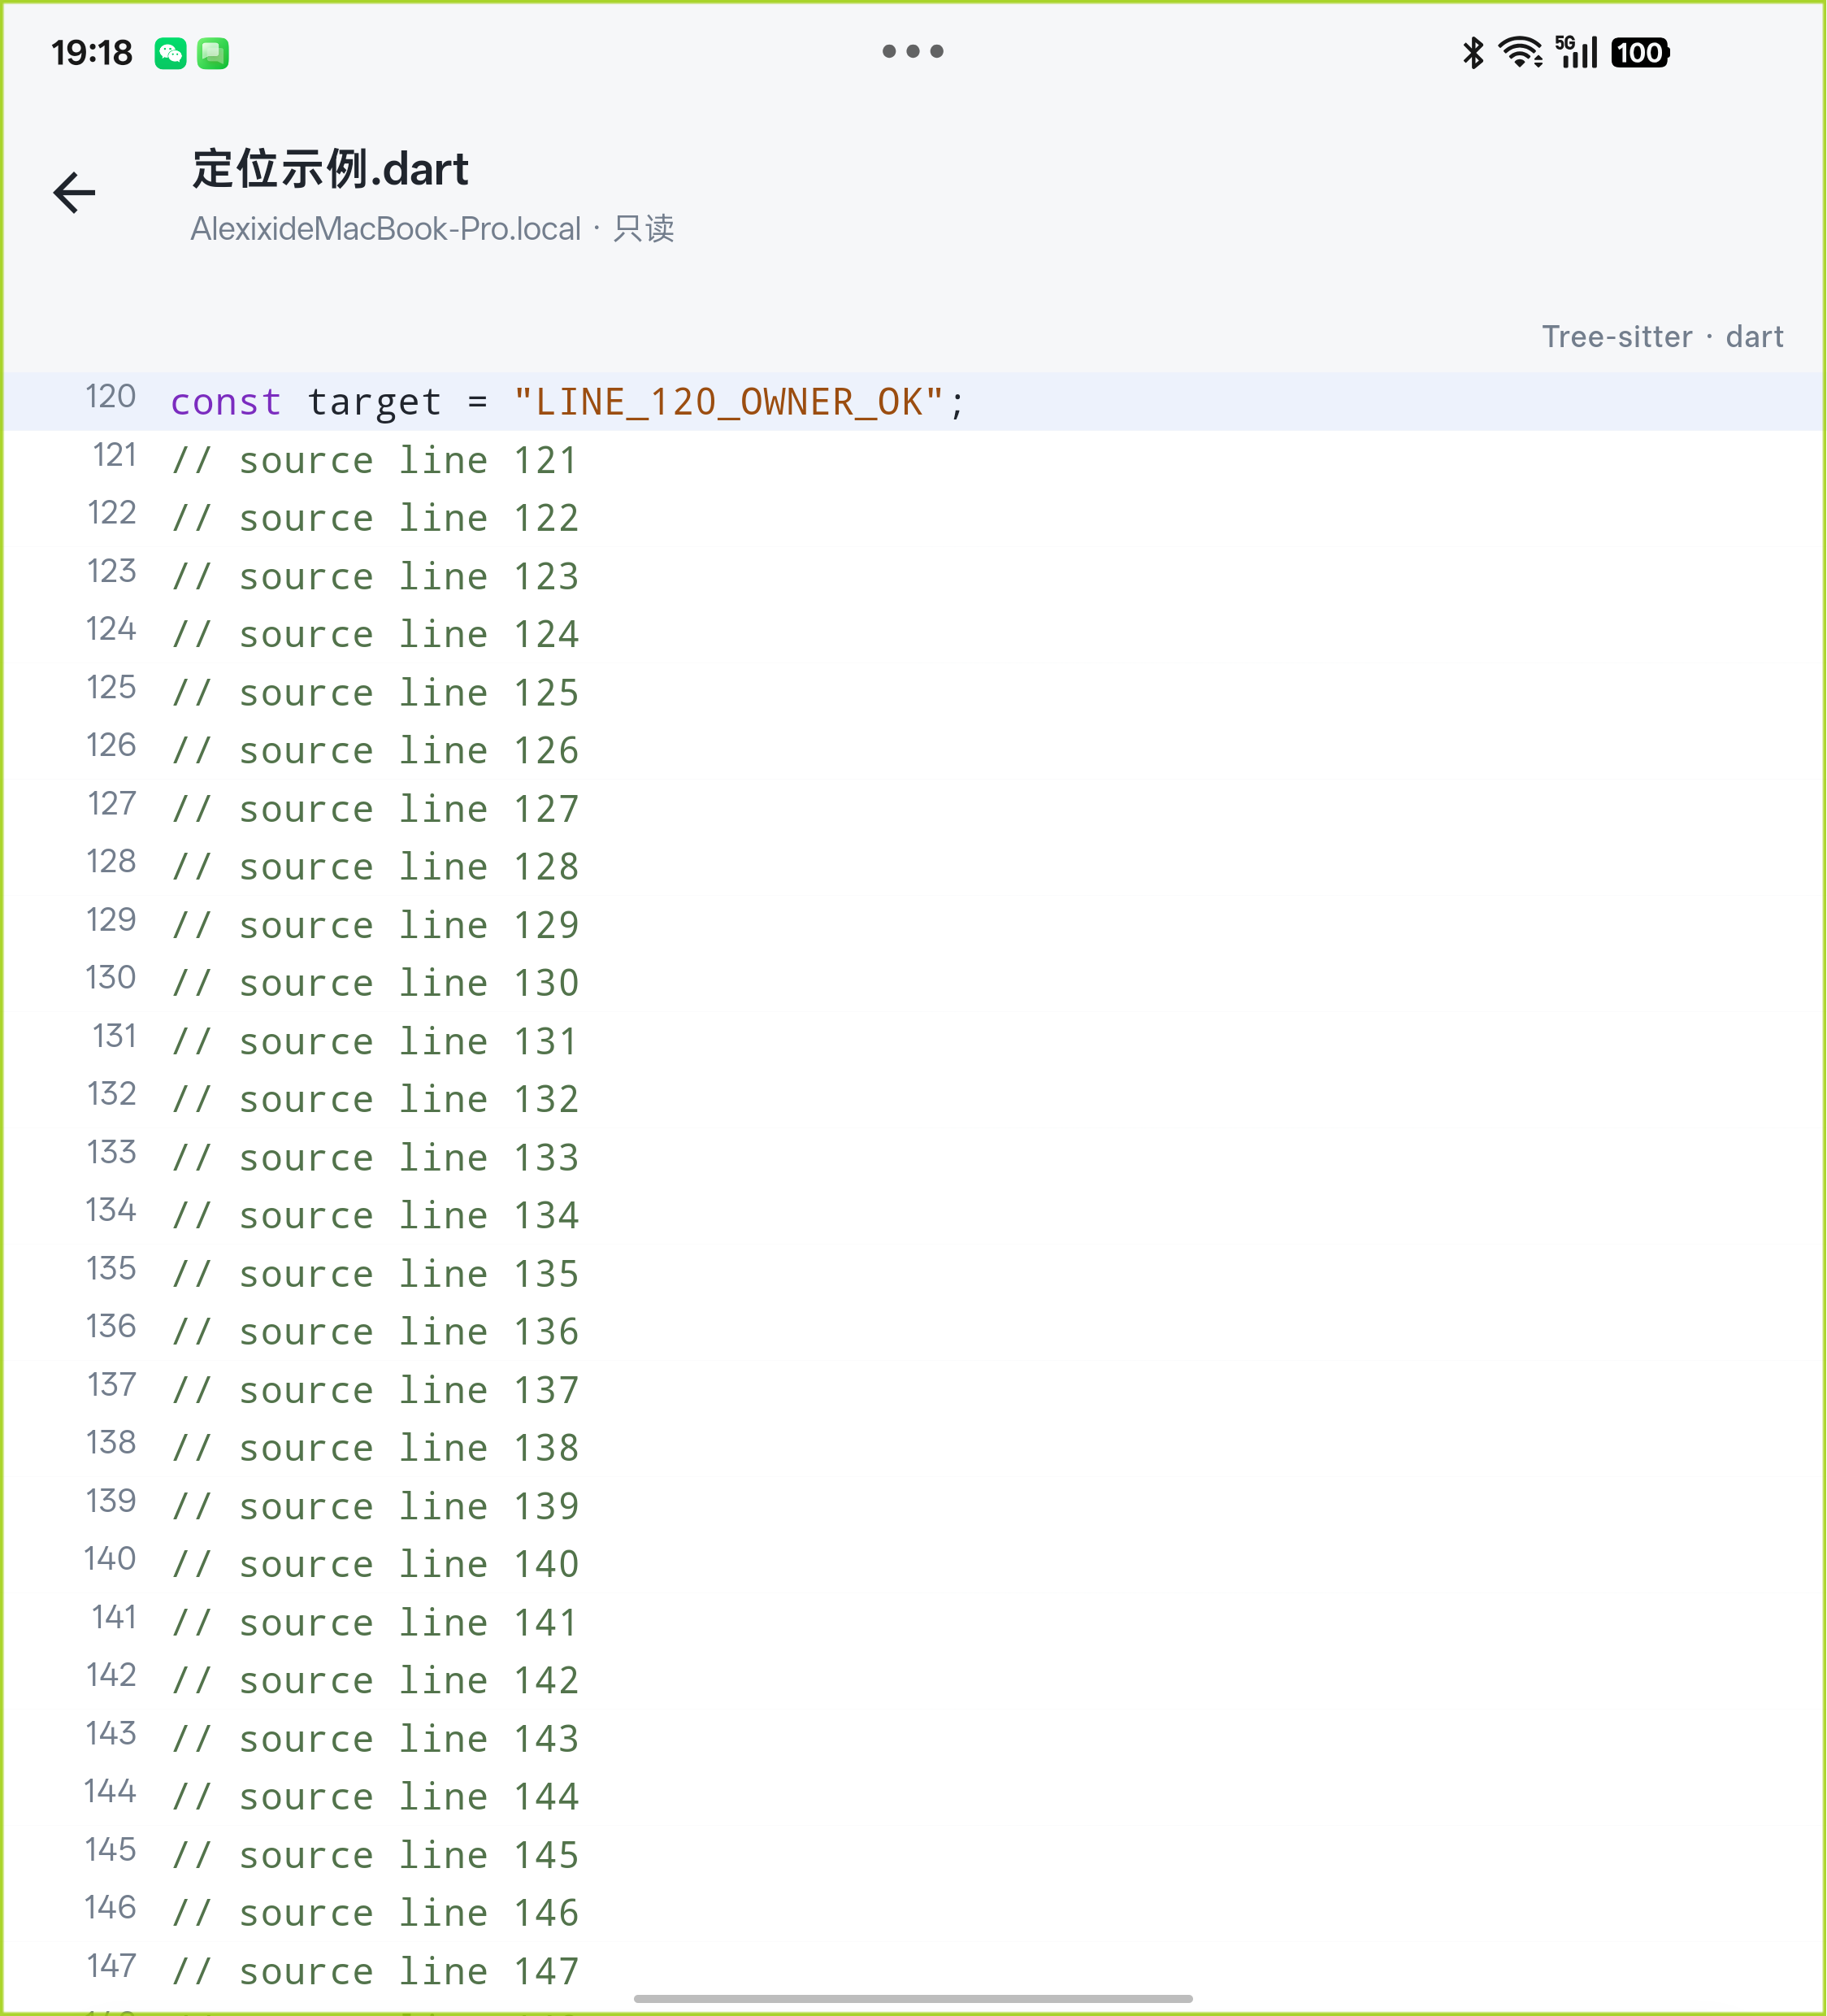 19:18
5G
100
定位示例.dart
AlexixideMacBook-Pro.local · 只读
Tree-sitter · dart
120 const target = "LINE_120_OWNER_OK";
121 // source line 121
122 // source line 122
123 // source line 123
124 // source line 124
125 // source line 125
126 // source line 126
127 // source line 127
128 // source line 128
129 // source line 129
130 // source line 130
131 // source line 131
132 // source line 132
133 // source line 133
134 // source line 134
135 // source line 135
136 // source line 136
137 // source line 137
138 // source line 138
139 // source line 139
140 // source line 140
141 // source line 141
142 // source line 142
143 // source line 143
144 // source line 144
145 // source line 145
146 // source line 146
147 // source line 147